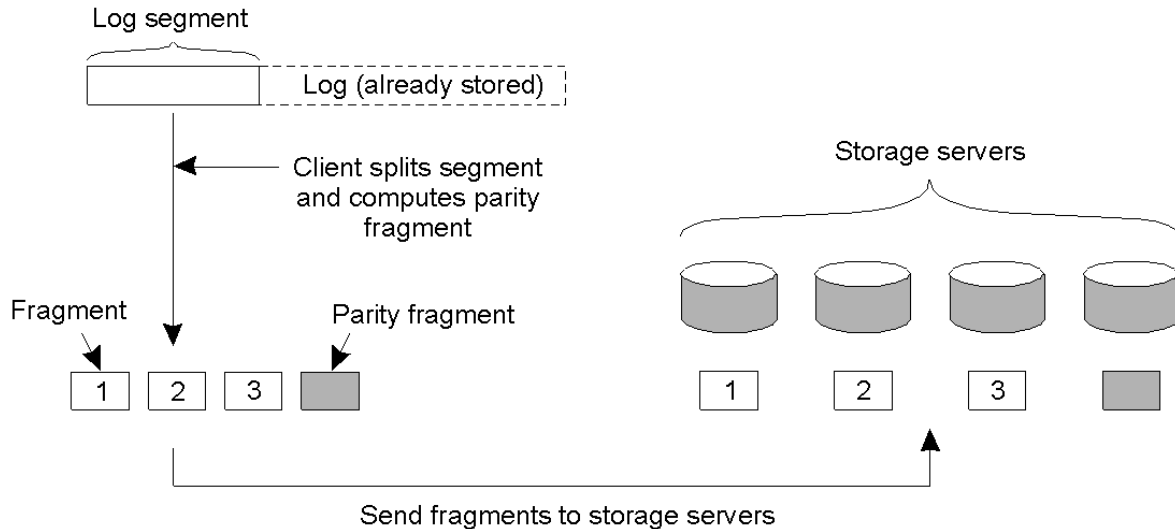 Log segment
Log (already stored)
Client splits segment
and computes parity
fragment
Storage servers
Fragment
Parity fragment
1 2 3
1 2 3
Send fragments to storage servers